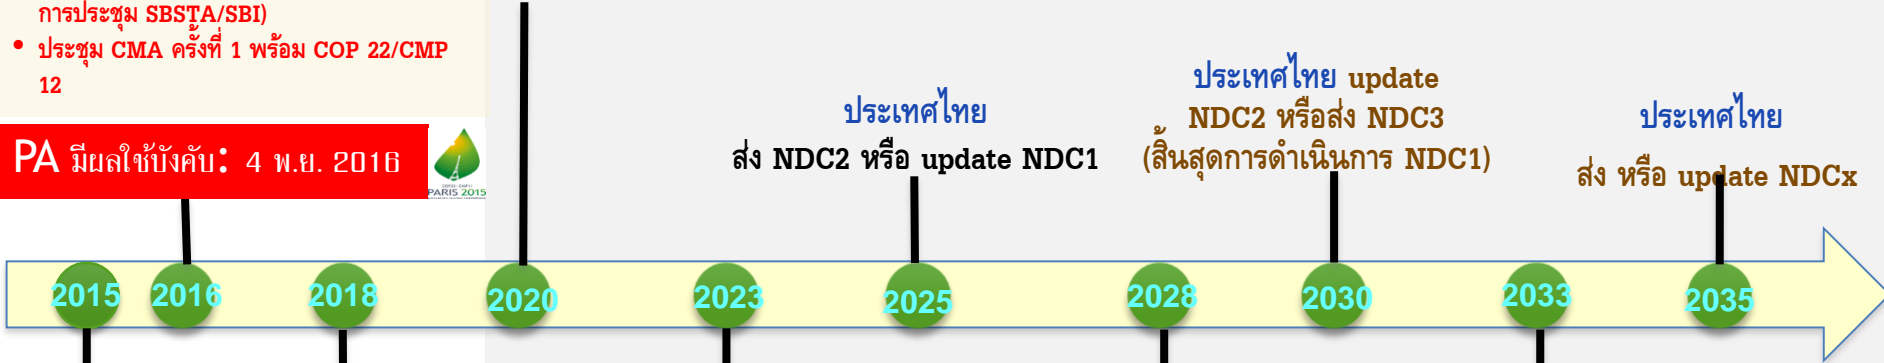 การประชุม SBSTA/SBI)
• ประชุม CMA ครั้งที่ 1 พร้อม COP 22/CMP
12
PA มีผลใช้บังคับ: 4 พ.ย. 2016
PARIS 2015
ประเทศไทย
ส่ง NDC2 หรือ update NDC1
ประเทศไทย update
NDC2 หรือส่ง NDC3
(สิ้นสุดการดำเนินการ NDC1)
ประเทศไทย
ส่ง หรือ update NDCx
2015 2016 2018 2020 2023 2025 2028 2030 2033 2035